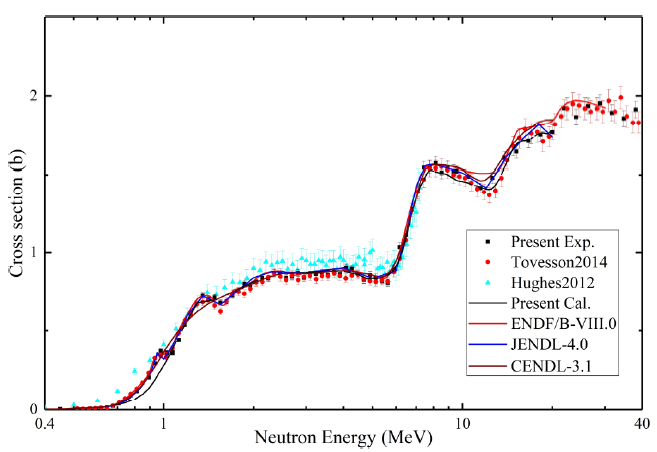 2
Cross section (b)
1
0
Present Exp.
Tovesson2014
Hughes2012
Present Cal.
ENDF/B-VIII.0
JENDL-4.0
CENDL-3.1
0.4 1 10 40
Neutron Energy (MeV)